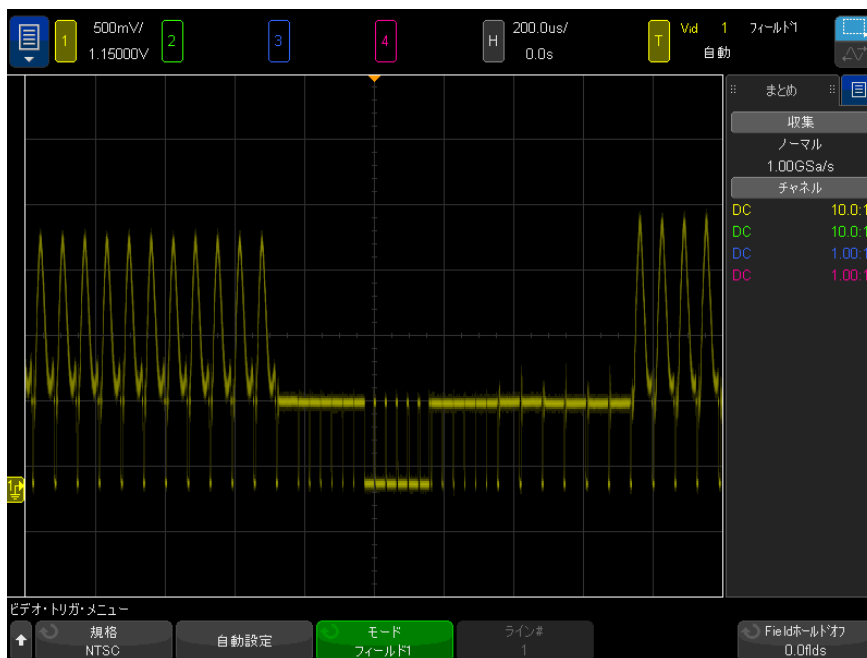 1 500mV/ 2 3 4 H 200.0us/ T Vid 1 フィールド1
1.15000V 0.0s 自動
まとめ
収集
ノーマル
1.00GSa/s
チャネル
DC 10.0:1
DC 10.0:1
DC 1.00:1
DC 1.00:1
1
ビデオ・トリガ・メニュー
規格 自動設定 モード ライン# Fieldホールドオフ
NTSC フィールド1 1 0.0flds